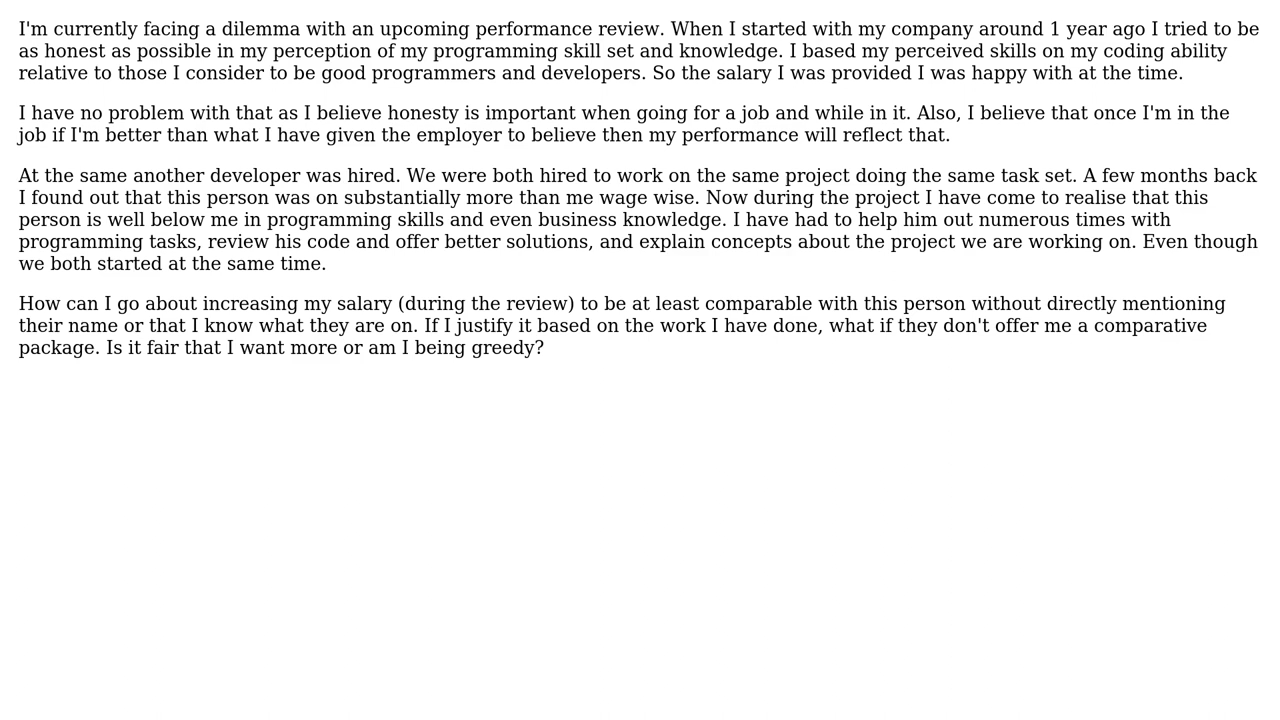 I'm currently facing a dilemma with an upcoming performance review. When I started with my company around 1 year ago I tried to be
as honest as possible in my perception of my programming skill set and knowledge. I based my perceived skills on my coding ability
relative to those I consider to be good programmers and developers. So the salary I was provided I was happy with at the time.
I have no problem with that as I believe honesty is important when going for a job and while in it. Also, I believe that once I'm in the
job if I'm better than what I have given the employer to believe then my performance will reflect that.
At the same another developer was hired. We were both hired to work on the same project doing the same task set. A few months back
I found out that this person was on substantially more than me wage wise. Now during the project I have come to realise that this
person is well below me in programming skills and even business knowledge. I have had to help him out numerous times with
programming tasks, review his code and offer better solutions, and explain concepts about the project we are working on. Even though
we both started at the same time.
How can I go about increasing my salary (during the review) to be at least comparable with this person without directly mentioning
their name or that I know what they are on. If I justify it based on the work I have done, what if they don't offer me a comparative
package. Is it fair that I want more or am I being greedy?